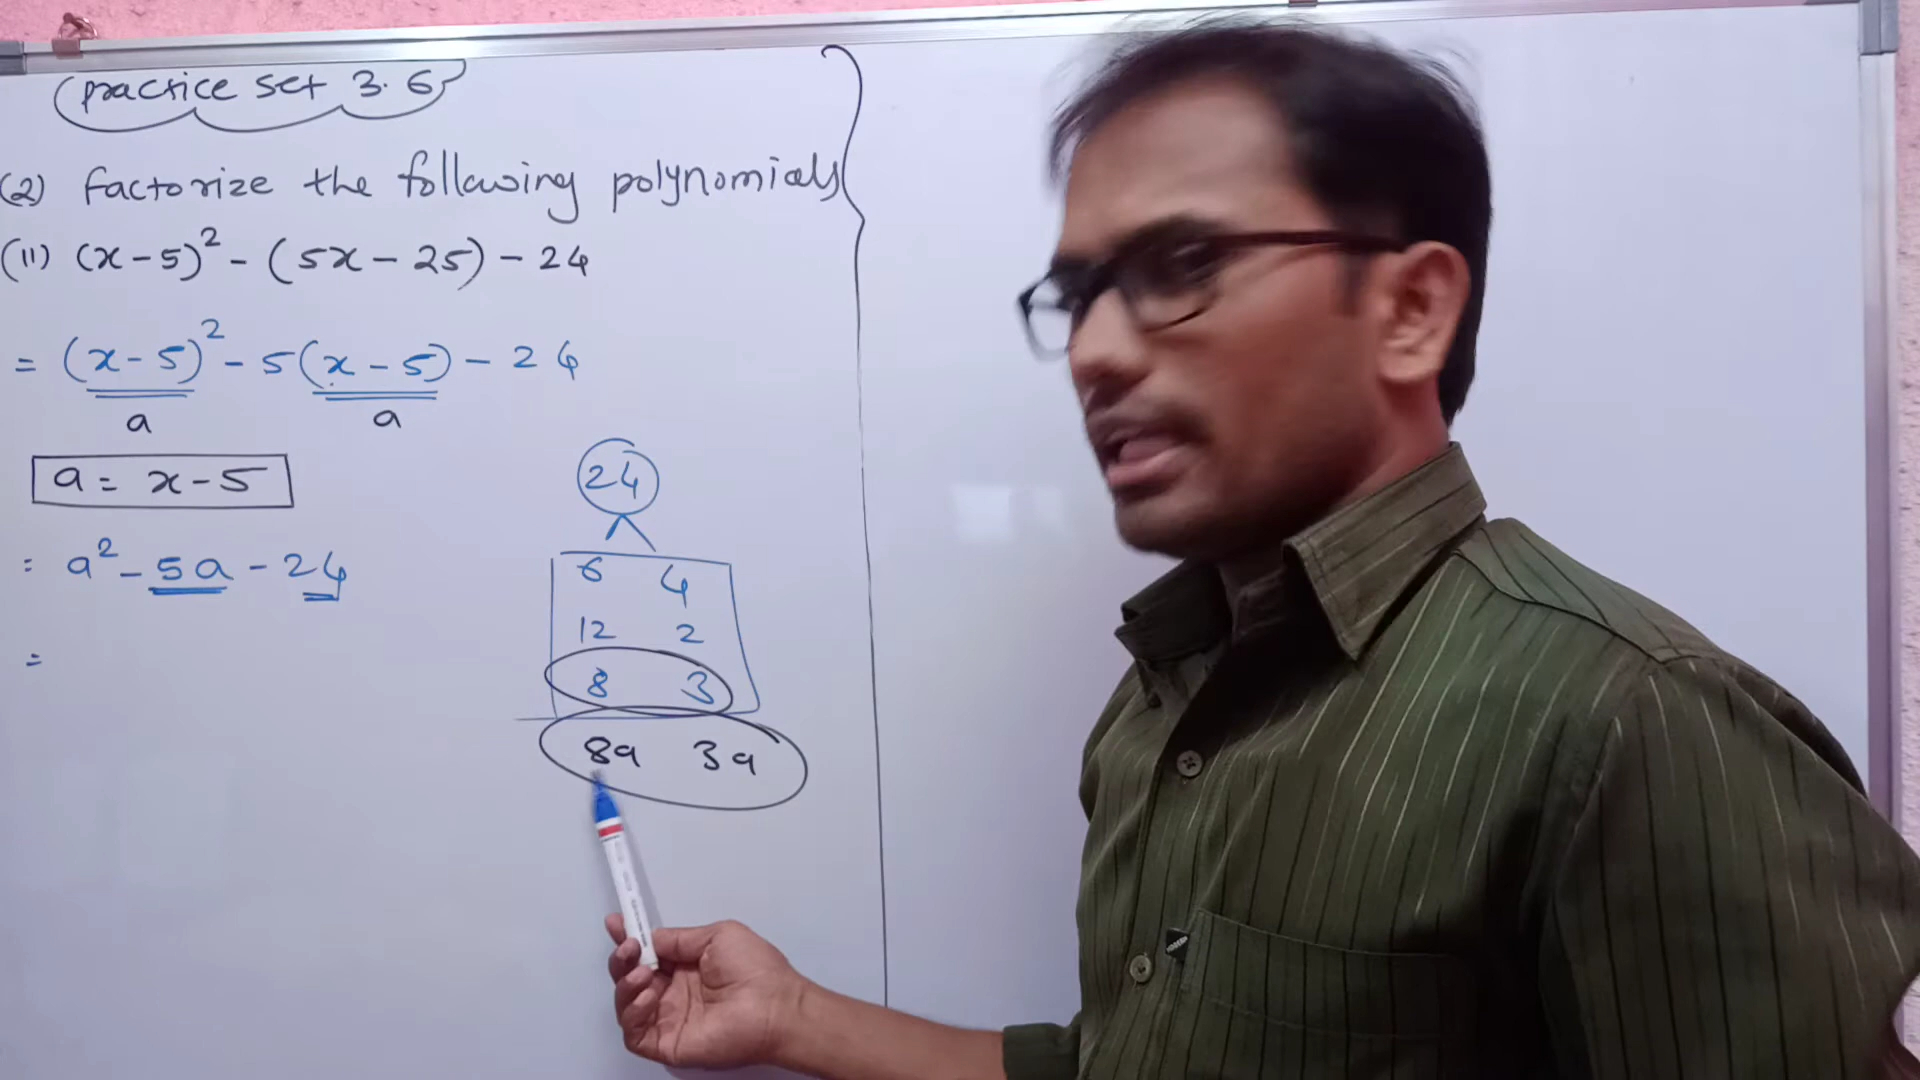 practice set 3.6
(2) factorize the following polynomials
(11) (x-5)² - (5x - 25) - 24
= (x-5)² - 5(x-5) - 24
a a
a = x-5
: a² - 5a - 24
=
24
6 4
12 2
8 3
8a 3a